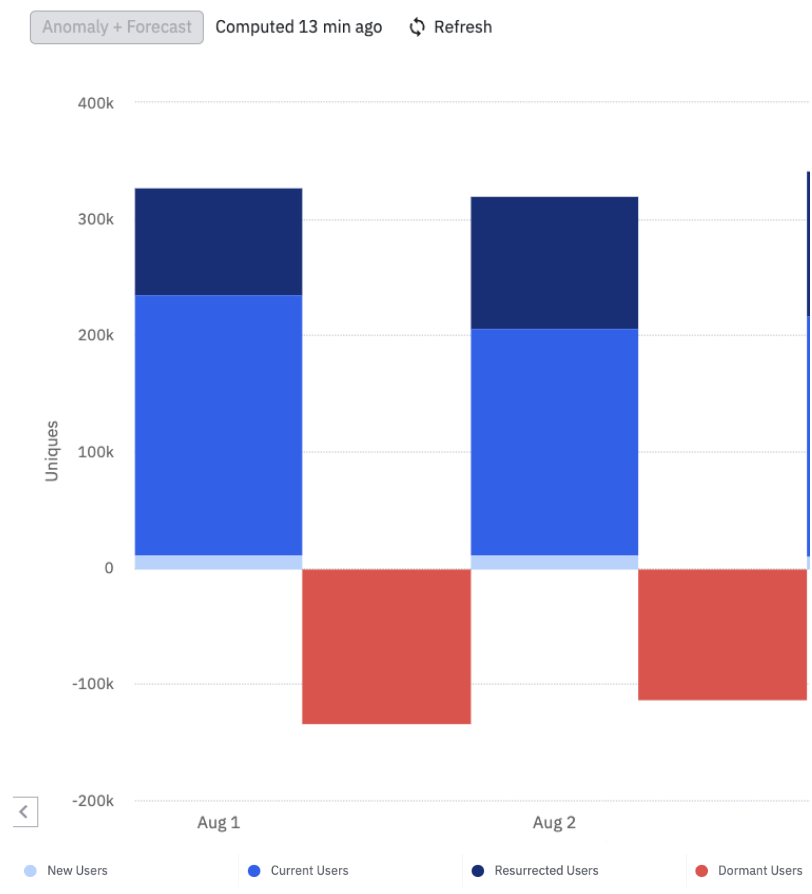 Anomaly + Forecast Computed 13 min ago Refresh
400k
300k
200k
100k
0
-100k
-200k
Uniques
Aug 1 Aug 2
New Users Current Users Resurrected Users Dormant Users